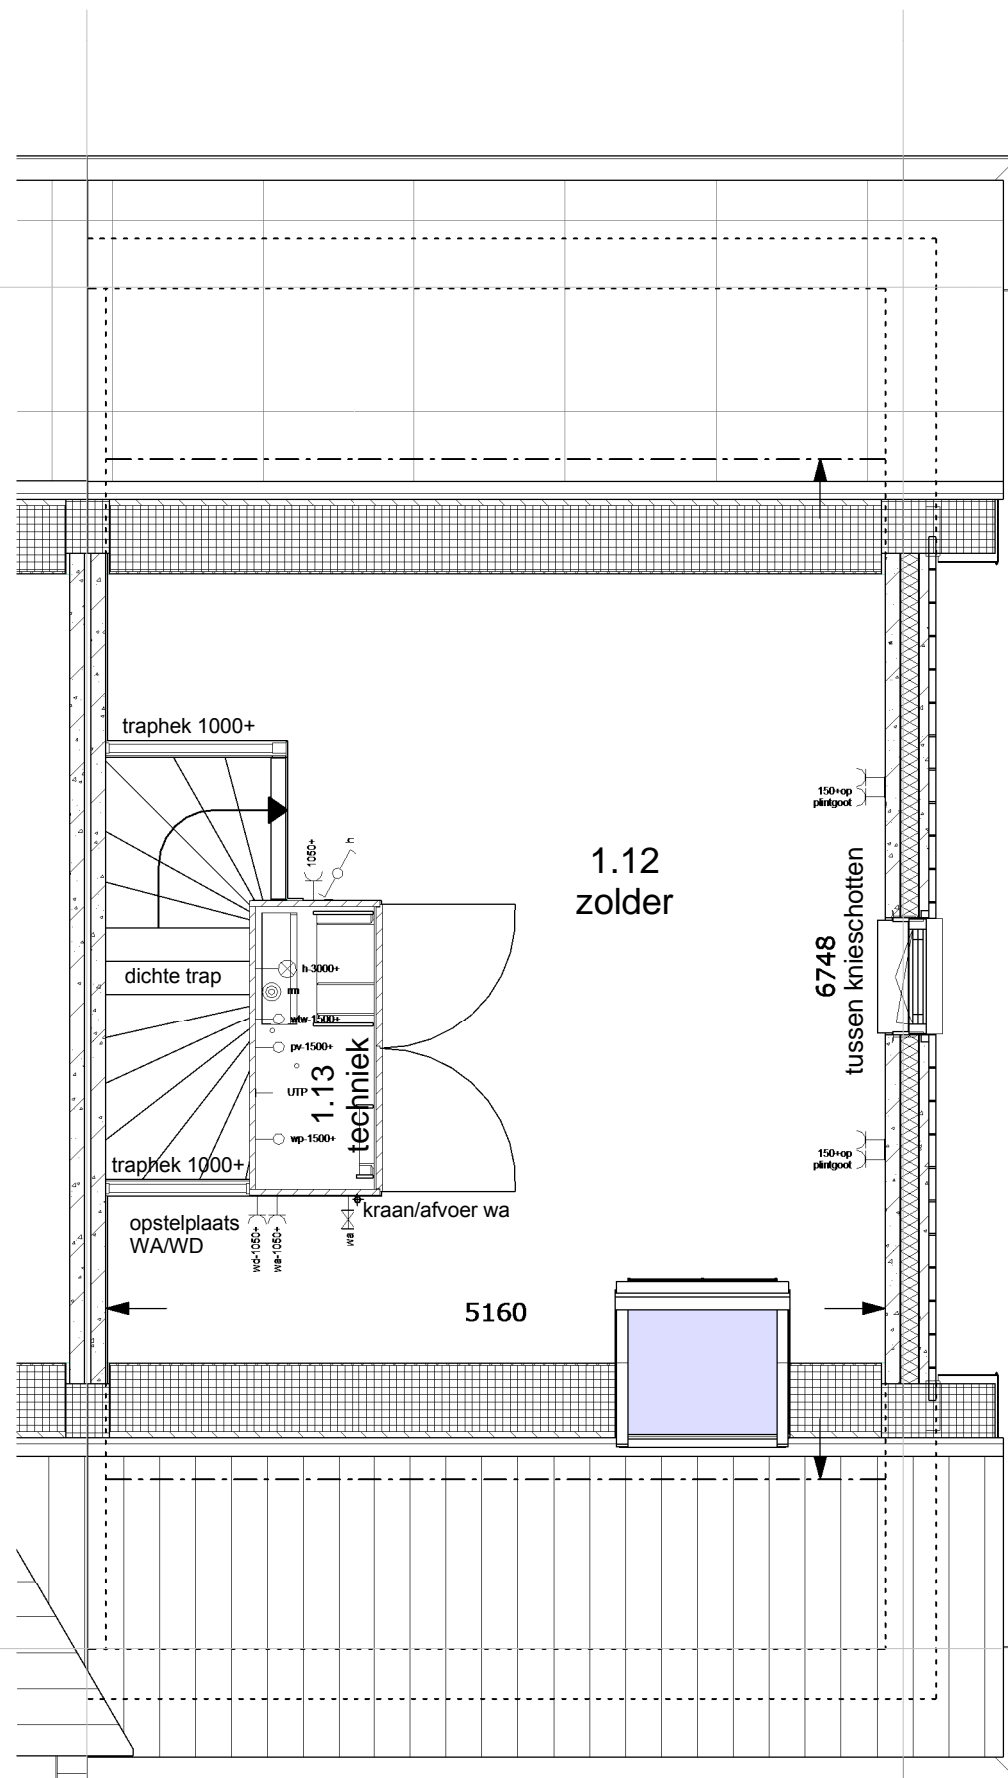 traphek 1000+
1050+
h
150+op
plintgoot
1.12
zolder
6748
tussen knieschotten
dichte trap
h-3000+
rm
wtw-1500+
pv-1500+
UTP
wp-1500+
1.13
techniek
traphek 1000+
150+op
plintgoot
opstelplaats
WA/WD
wd-1050+
wa-1050+
wa
kraan/afvoer wa
5160